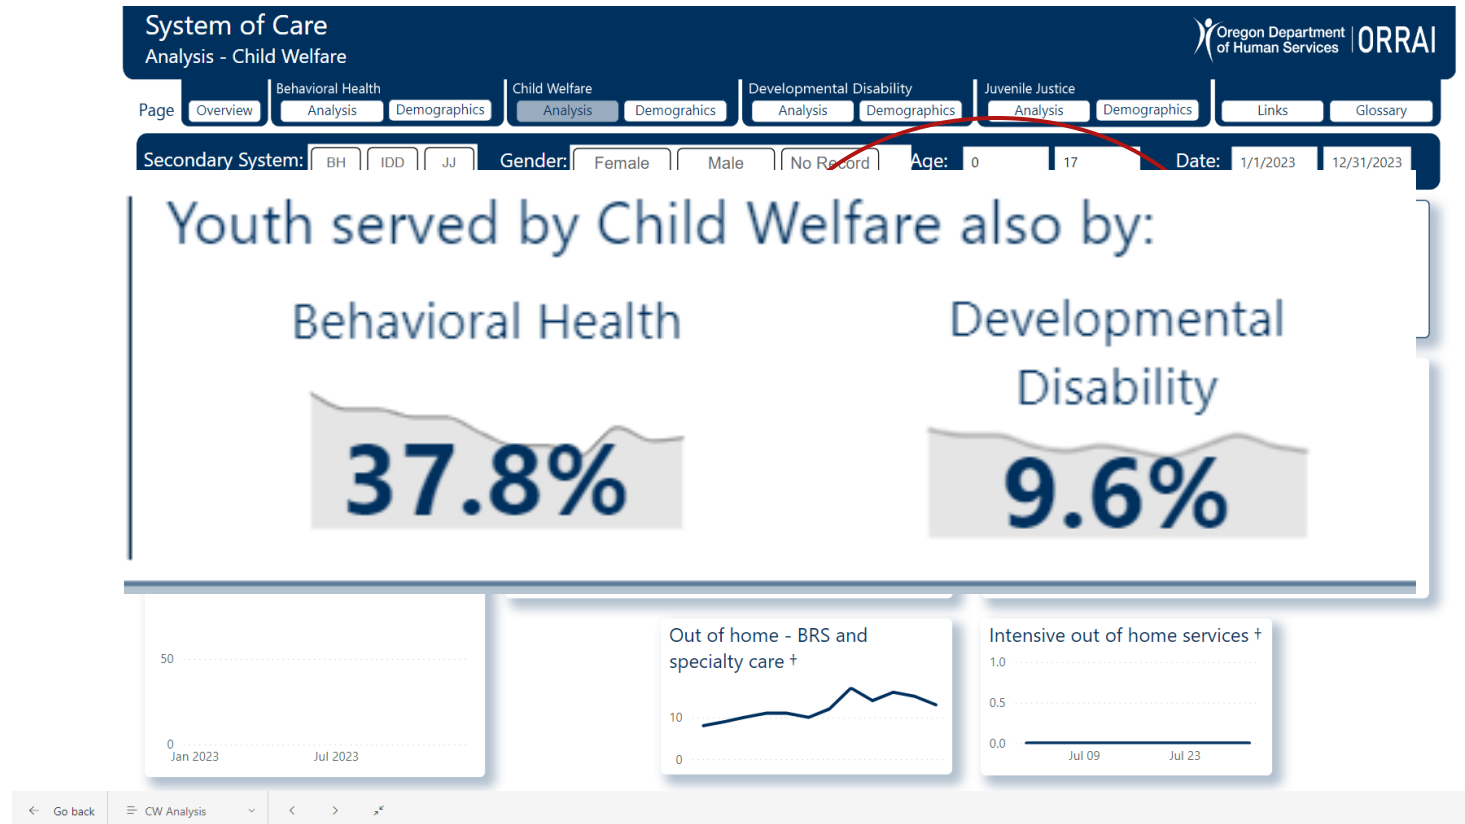 System of Care
Analysis - Child Welfare
Oregon Department
of Human Services
ORRAI
Behavioral Health
Child Welfare
Developmental Disability
Juvenile Justice
Page
Overview
Analysis
Demographics
Analysis
Demograhics
Analysis
Demographics
Analysis
Demographics
Links
Glossary
Secondary System: BH IDD JJ Gender: Female Male No Record Age: 0 17 Date: 1/1/2023 12/31/2023
Youth served by Child Welfare also by:
Behavioral Health
37.8%
Developmental
Disability
9.6%
50
0
Jan 2023
Jul 2023
Out of home - BRS and
specialty care †
10
0
Intensive out of home services †
1.0
0.5
0.0
Jul 09
Jul 23
Go back
CW Analysis